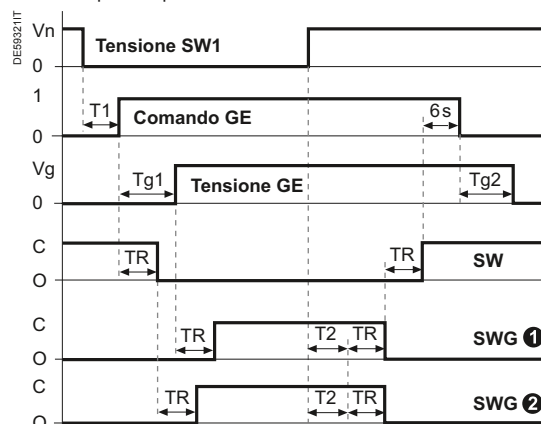 DE59321IT
Vn
Tensione SW1
0
1
T1
Comando GE
6 s
0
Vg
Tg1
Tensione GE
Tg2
0
C
TR
TR
SW
O
C
TR
T2
TR
SWG 1
O
C
TR
T2
TR
SWG 2
O